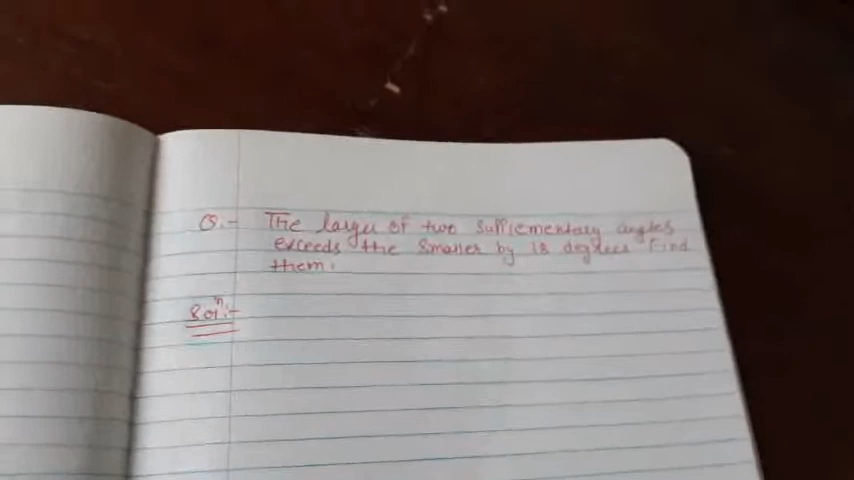 Q.- The larger of two supplementary angles
exceeds the smaller by 18 degrees Find
them.
Solⁿ:-